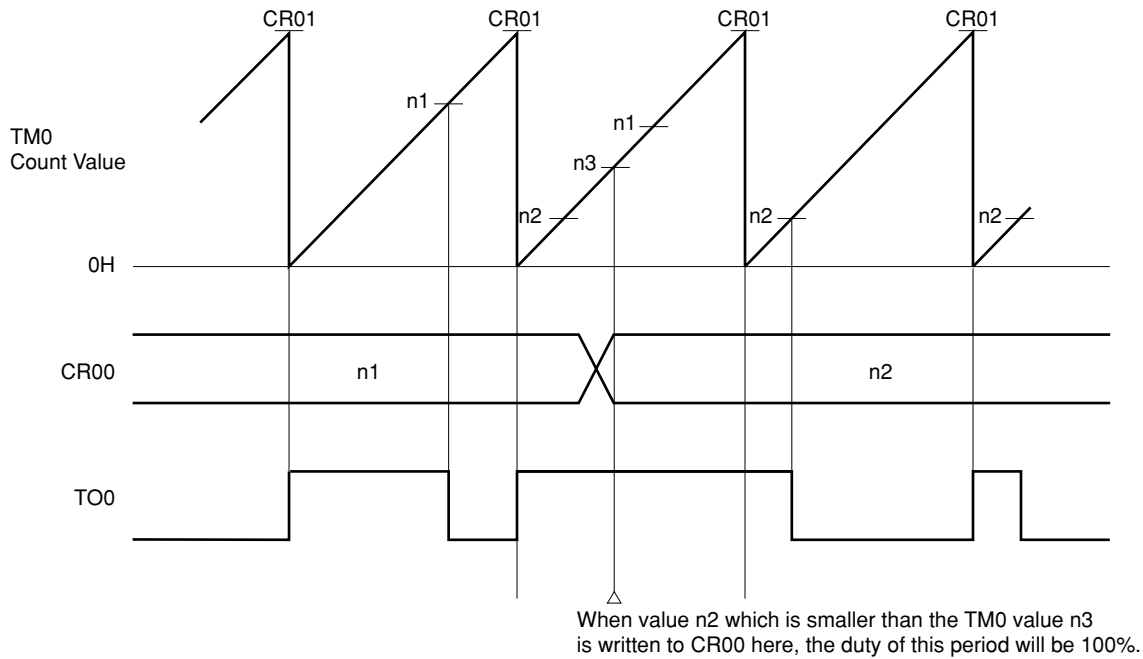 CR01 CR01 CR01 CR01
n1
n1
TM0
Count Value
n3
n2 n2 n2
0H
CR00 n1 n2
TO0
When value n2 which is smaller than the TM0 value n3
is written to CR00 here, the duty of this period will be 100%.